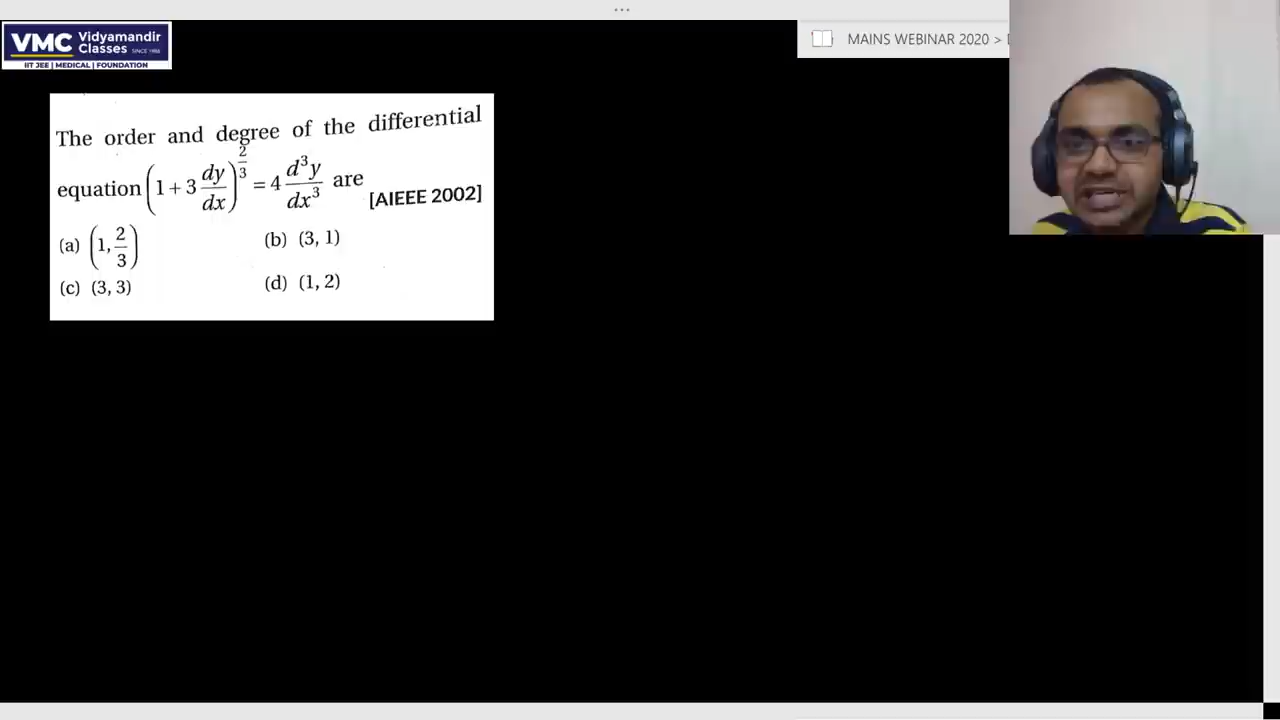 VMC Vidyamandir Classes SINCE 1986
IIT JEE | MEDICAL | FOUNDATION
MAINS WEBINAR 2020 >
The order and degree of the differential
equation (1 + 3 dy/dx)^(2/3) = 4 d³y/dx³ are
[AIEEE 2002]
(a) (1, 2/3) (b) (3, 1)
(c) (3, 3) (d) (1, 2)